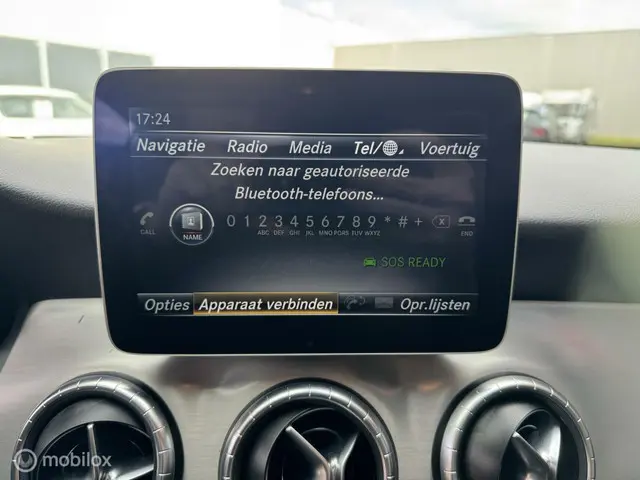 17:24
Navigatie Radio Media Tel/ Voertuig
Zoeken naar geautoriseerde
Bluetooth-telefoons...
0 1 2 3 4 5 6 7 8 9 * # +
CALL NAME ABC DEF GHI JKL MNO PQRS TUV WXYZ END
SOS READY
Opties Apparaat verbinden Opr.lijsten
mobilox